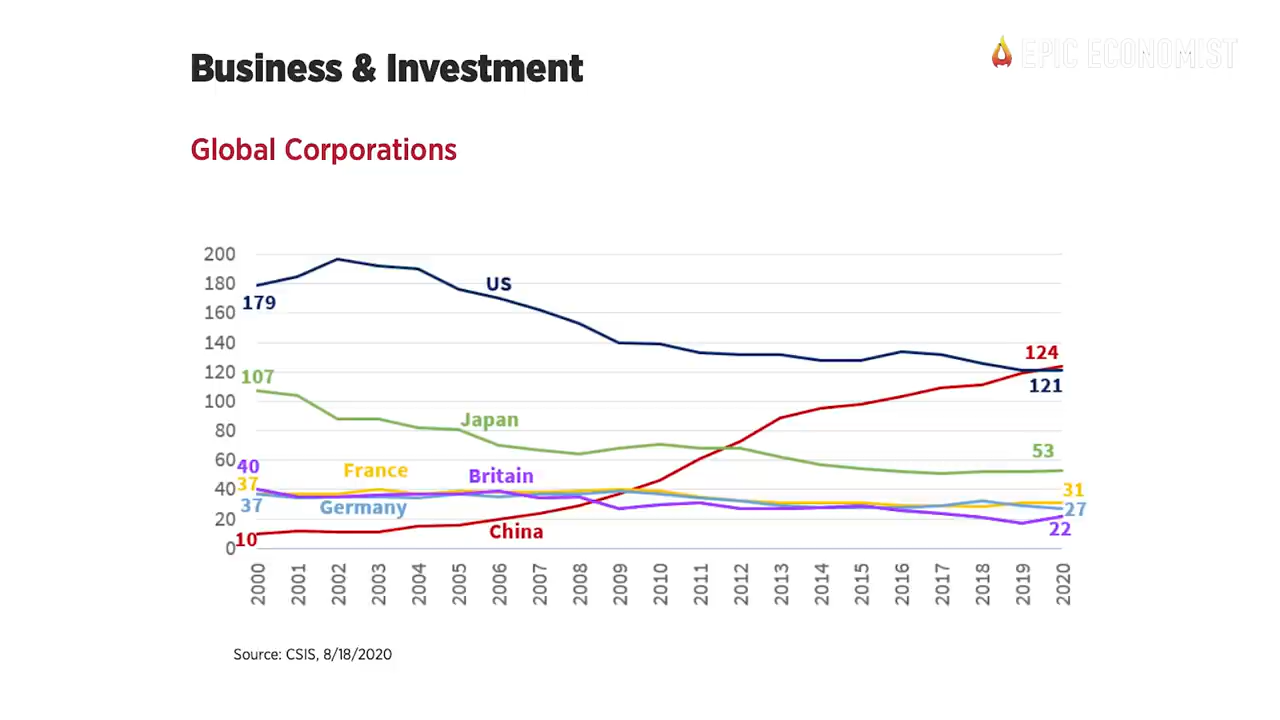 EPIC ECONOMIST
Business & Investment
Global Corporations
200
180
160
140
120
100
80
60
40
20
0
179
107
40
37
37
10
US
Japan
France
Britain
Germany
China
124
121
53
31
27
22
2000 2001 2002 2003 2004 2005 2006 2007 2008 2009 2010 2011 2012 2013 2014 2015 2016 2017 2018 2019 2020
Source: CSIS, 8/18/2020